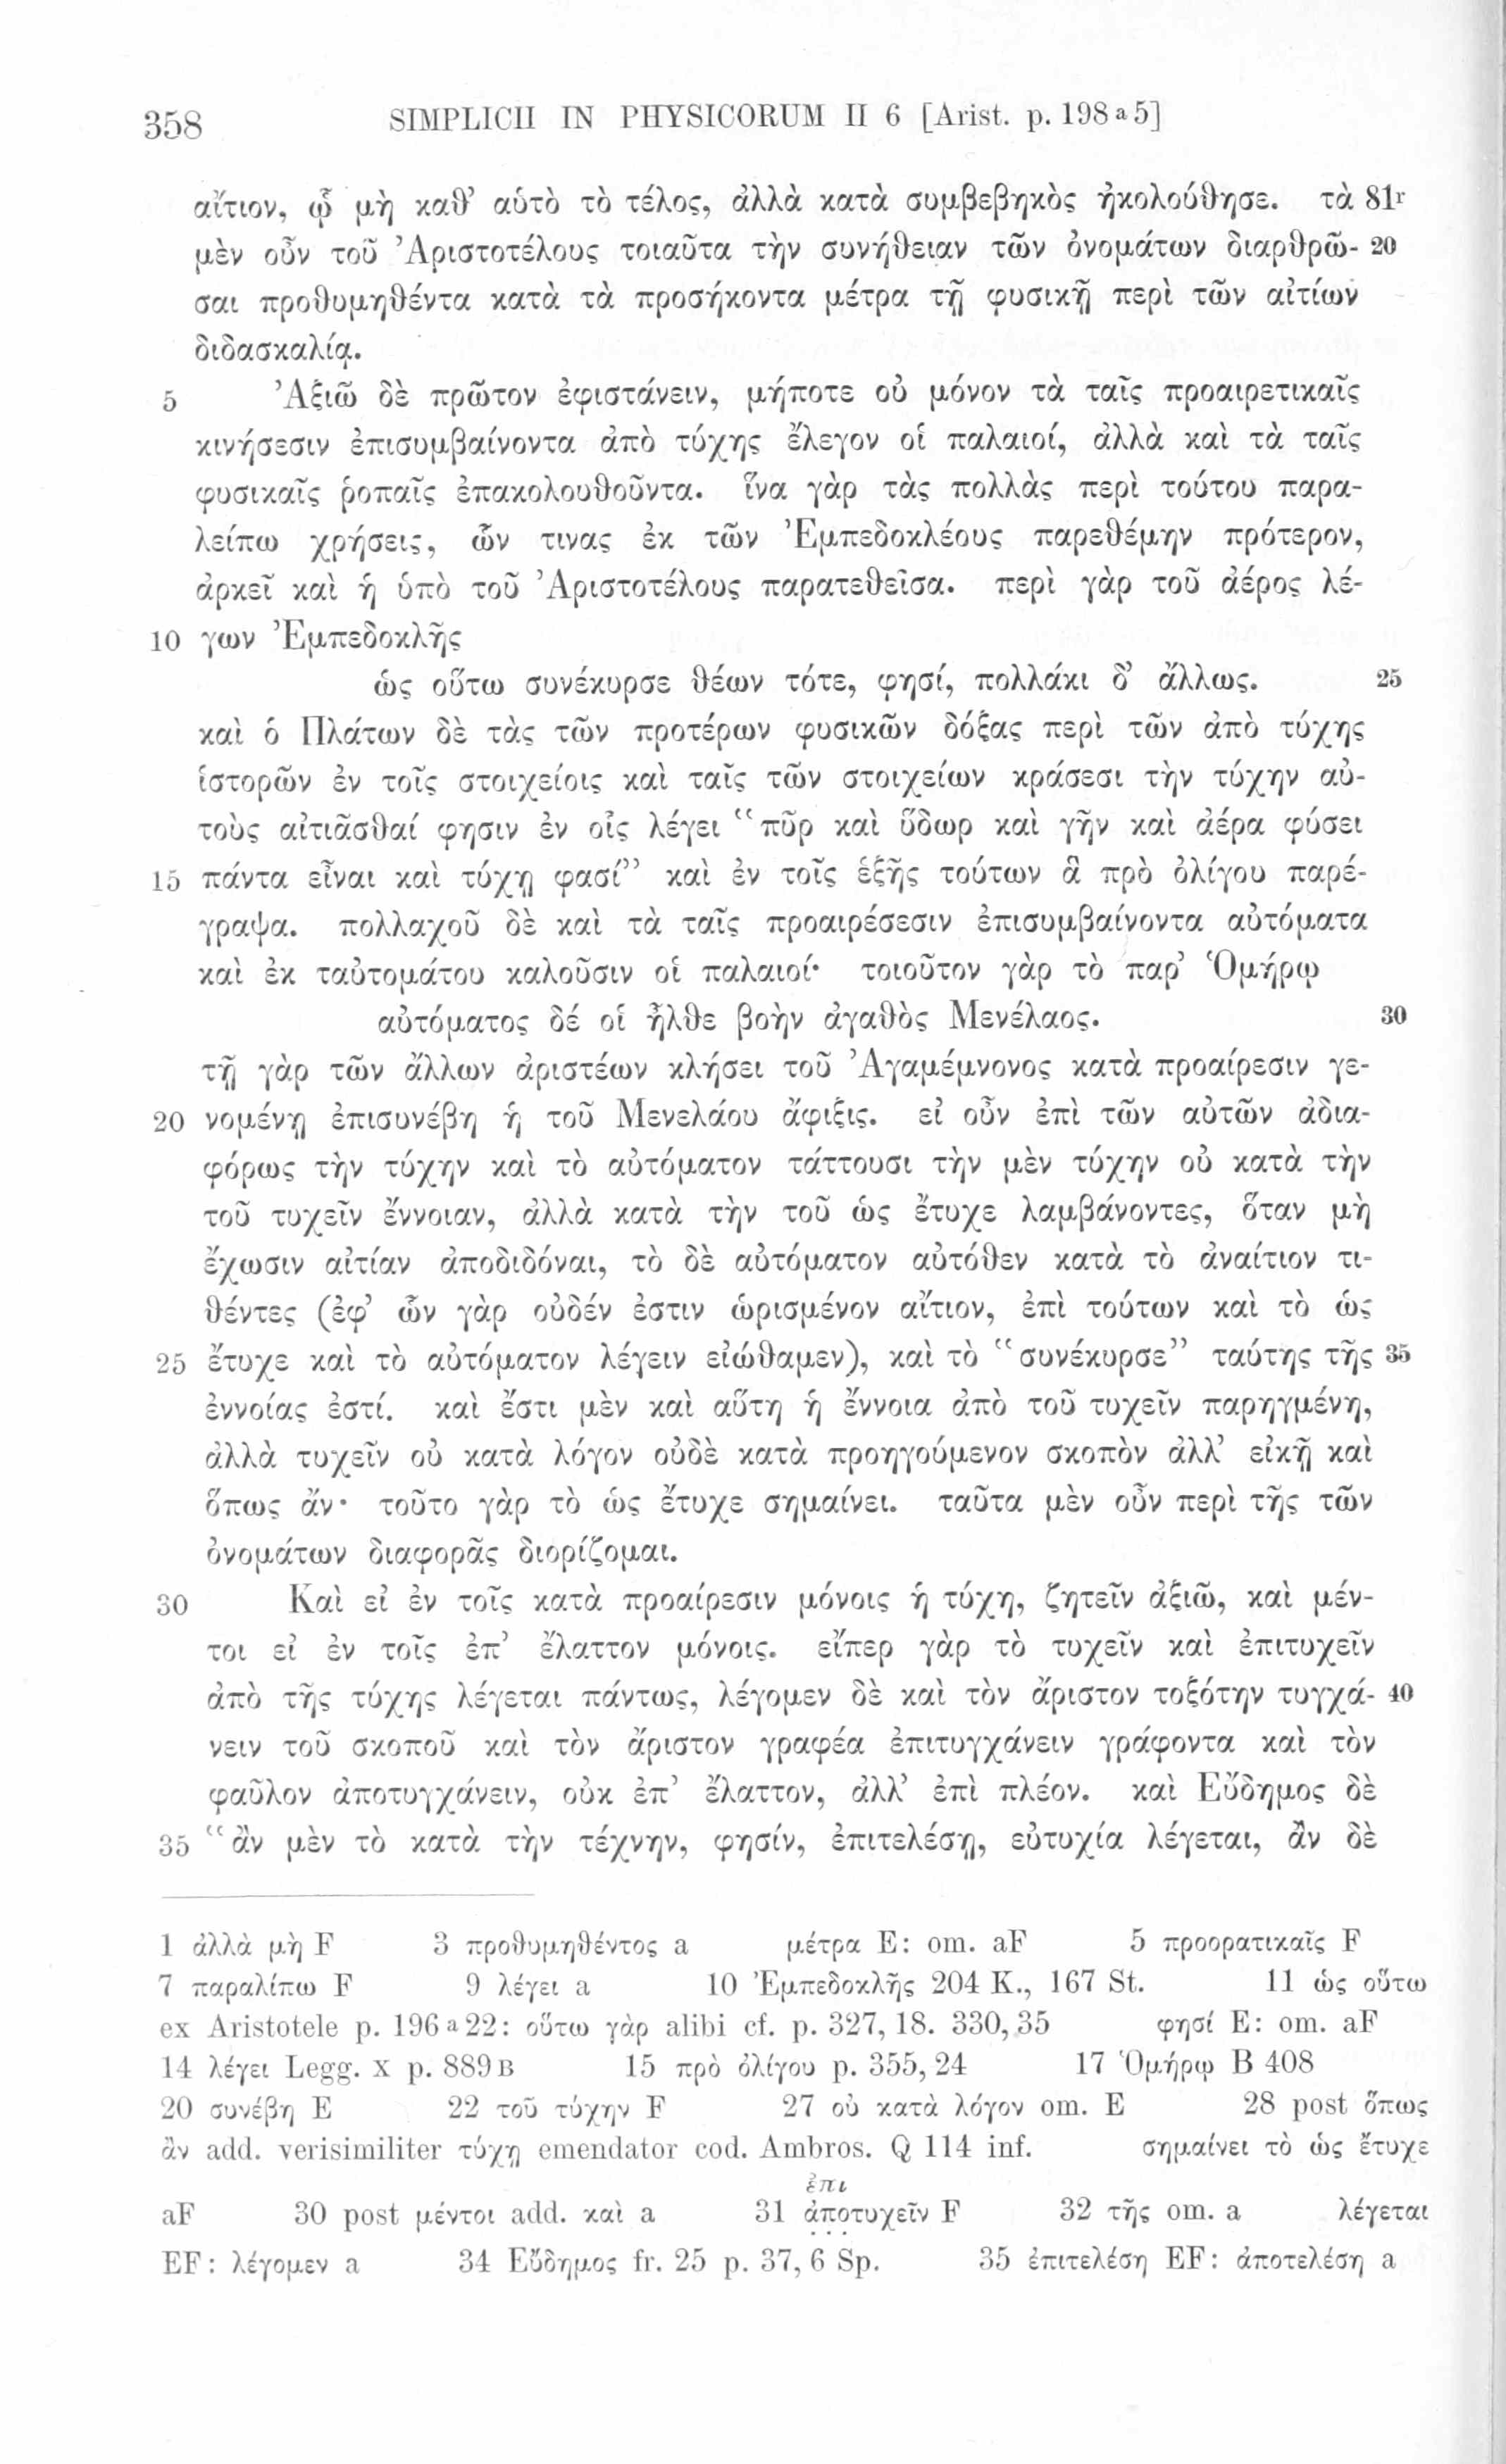 358 SIMPLICII IN PHYSICORUM II 6 [Arist. p. 198 a 5]
αἴτιον, ᾧ μὴ καθ’ αὑτὸ τὸ τέλος, ἀλλὰ κατὰ συμβεβηκὸς ἠκολούθησε. τὰ 81r
μὲν οὖν τοῦ Ἀριστοτέλους τοιαῦτα τὴν συνήθειαν τῶν ὀνομάτων διαρθρῶ- 20
σαι προθυμηθέντα κατὰ τὰ προσήκοντα μέτρα τῇ φυσικῇ περὶ τῶν αἰτίων
διδασκαλίᾳ.
5 Ἀξιῶ δὲ πρῶτον ἐφιστάνειν, μήποτε οὐ μόνον τὰ ταῖς προαιρετικαῖς
κινήσεσιν ἐπισυμβαίνοντα ἀπὸ τύχης ἔλεγον οἱ παλαιοί, ἀλλὰ καὶ τὰ ταῖς
φυσικαῖς ῥοπαῖς ἐπακολουθοῦντα. ἵνα γὰρ τὰς πολλὰς περὶ τούτου παρα-
λείπω χρήσεις, ὧν τινας ἐκ τῶν Ἐμπεδοκλέους παρεθέμην πρότερον,
ἀρκεῖ καὶ ἡ ὑπὸ τοῦ Ἀριστοτέλους παρατεθεῖσα. περὶ γὰρ τοῦ ἀέρος λέ-
10 γων Ἐμπεδοκλῆς
ὡς οὕτω συνέκυρσε θέων τότε, φησί, πολλάκι δ’ ἄλλως. 25
καὶ ὁ Πλάτων δὲ τὰς τῶν προτέρων φυσικῶν δόξας περὶ τῶν ἀπὸ τύχης
ἱστορῶν ἐν τοῖς στοιχείοις καὶ ταῖς τῶν στοιχείων κράσεσι τὴν τύχην αὐ-
τοὺς αἰτιᾶσθαί φησιν ἐν οἷς λέγει “πῦρ καὶ ὕδωρ καὶ γῆν καὶ ἀέρα φύσει
15 πάντα εἶναι καὶ τύχῃ φασί” καὶ ἐν τοῖς ἑξῆς τούτων ἃ πρὸ ὀλίγου παρέ-
γραψα. πολλαχοῦ δὲ καὶ τὰ ταῖς προαιρέσεσιν ἐπισυμβαίνοντα αὐτόματα
καὶ ἐκ ταὐτομάτου καλοῦσιν οἱ παλαιοί· τοιοῦτον γὰρ τὸ παρ’ Ὁμήρῳ
αὐτόματος δέ οἱ ἦλθε βοὴν ἀγαθὸς Μενέλαος. 30
τῇ γὰρ τῶν ἄλλων ἀριστέων κλήσει τοῦ Ἀγαμέμνονος κατὰ προαίρεσιν γε-
20 νομένῃ ἐπισυνέβη ἡ τοῦ Μενελάου ἄφιξις. εἰ οὖν ἐπὶ τῶν αὐτῶν ἀδια-
φόρως τὴν τύχην καὶ τὸ αὐτόματον τάττουσι τὴν μὲν τύχην οὐ κατὰ τὴν
τοῦ τυχεῖν ἔννοιαν, ἀλλὰ κατὰ τὴν τοῦ ὡς ἔτυχε λαμβάνοντες, ὅταν μὴ
ἔχωσιν αἰτίαν ἀποδιδόναι, τὸ δὲ αὐτόματον αὐτόθεν κατὰ τὸ ἀναίτιον τι-
θέντες (ἐφ’ ὧν γὰρ οὐδέν ἐστιν ὡρισμένον αἴτιον, ἐπὶ τούτων καὶ τὸ ὡς
25 ἔτυχε καὶ τὸ αὐτόματον λέγειν εἰώθαμεν), καὶ τὸ “συνέκυρσε” ταύτης τῆς 35
ἐννοίας ἐστί. καὶ ἔστι μὲν καὶ αὕτη ἡ ἔννοια ἀπὸ τοῦ τυχεῖν παρηγμένη,
ἀλλὰ τυχεῖν οὐ κατὰ λόγον οὐδὲ κατὰ προηγούμενον σκοπὸν ἀλλ’ εἰκῇ καὶ
ὅπως ἄν· τοῦτο γὰρ τὸ ὡς ἔτυχε σημαίνει. ταῦτα μὲν οὖν περὶ τῆς τῶν
ὀνομάτων διαφορᾶς διορίζομαι.
30 Καὶ εἰ ἐν τοῖς κατὰ προαίρεσιν μόνοις ἡ τύχη, ζητεῖν ἀξιῶ, καὶ μέν-
τοι εἰ ἐν τοῖς ἐπ’ ἔλαττον μόνοις. εἴπερ γὰρ τὸ τυχεῖν καὶ ἐπιτυχεῖν
ἀπὸ τῆς τύχης λέγεται πάντως, λέγομεν δὲ καὶ τὸν ἄριστον τοξότην τυγχά- 40
νειν τοῦ σκοποῦ καὶ τὸν ἄριστον γραφέα ἐπιτυγχάνειν γράφοντα καὶ τὸν
φαῦλον ἀποτυγχάνειν, οὐκ ἐπ’ ἔλαττον, ἀλλ’ ἐπὶ πλέον. καὶ Εὔδημος δὲ
35 “ἂν μὲν τὸ κατὰ τὴν τέχνην, φησίν, ἐπιτελέσῃ, εὐτυχία λέγεται, ἂν δὲ
1 ἀλλὰ μὴ F 3 προθυμηθέντος a μέτρα E: om. aF 5 προορατικαῖς F
7 παραλίπω F 9 λέγει a 10 Ἐμπεδοκλῆς 204 K., 167 St. 11 ὡς οὕτω
ex Aristotele p. 196 a 22: οὕτω γὰρ alibi cf. p. 327, 18. 330, 35 φησί E: om. aF
14 λέγει Legg. X p. 889 B 15 πρὸ ὀλίγου p. 355, 24 17 Ὁμήρῳ B 408
20 συνέβη E 22 τοῦ τύχην F 27 οὐ κατὰ λόγον om. E 28 post ὅπως
ἂν add. verisimiliter τύχῃ emendator cod. Ambros. Q 114 inf. σημαίνει τὸ ὡς ἔτυχε
ἐπι
aF 30 post μέντοι add. καὶ a 31 ἀποτυχεῖν F 32 τῆς om. a λέγεται
EF: λέγομεν a 34 Εὔδημος fr. 25 p. 37, 6 Sp. 35 ἐπιτελέσῃ EF: ἀποτελέσῃ a